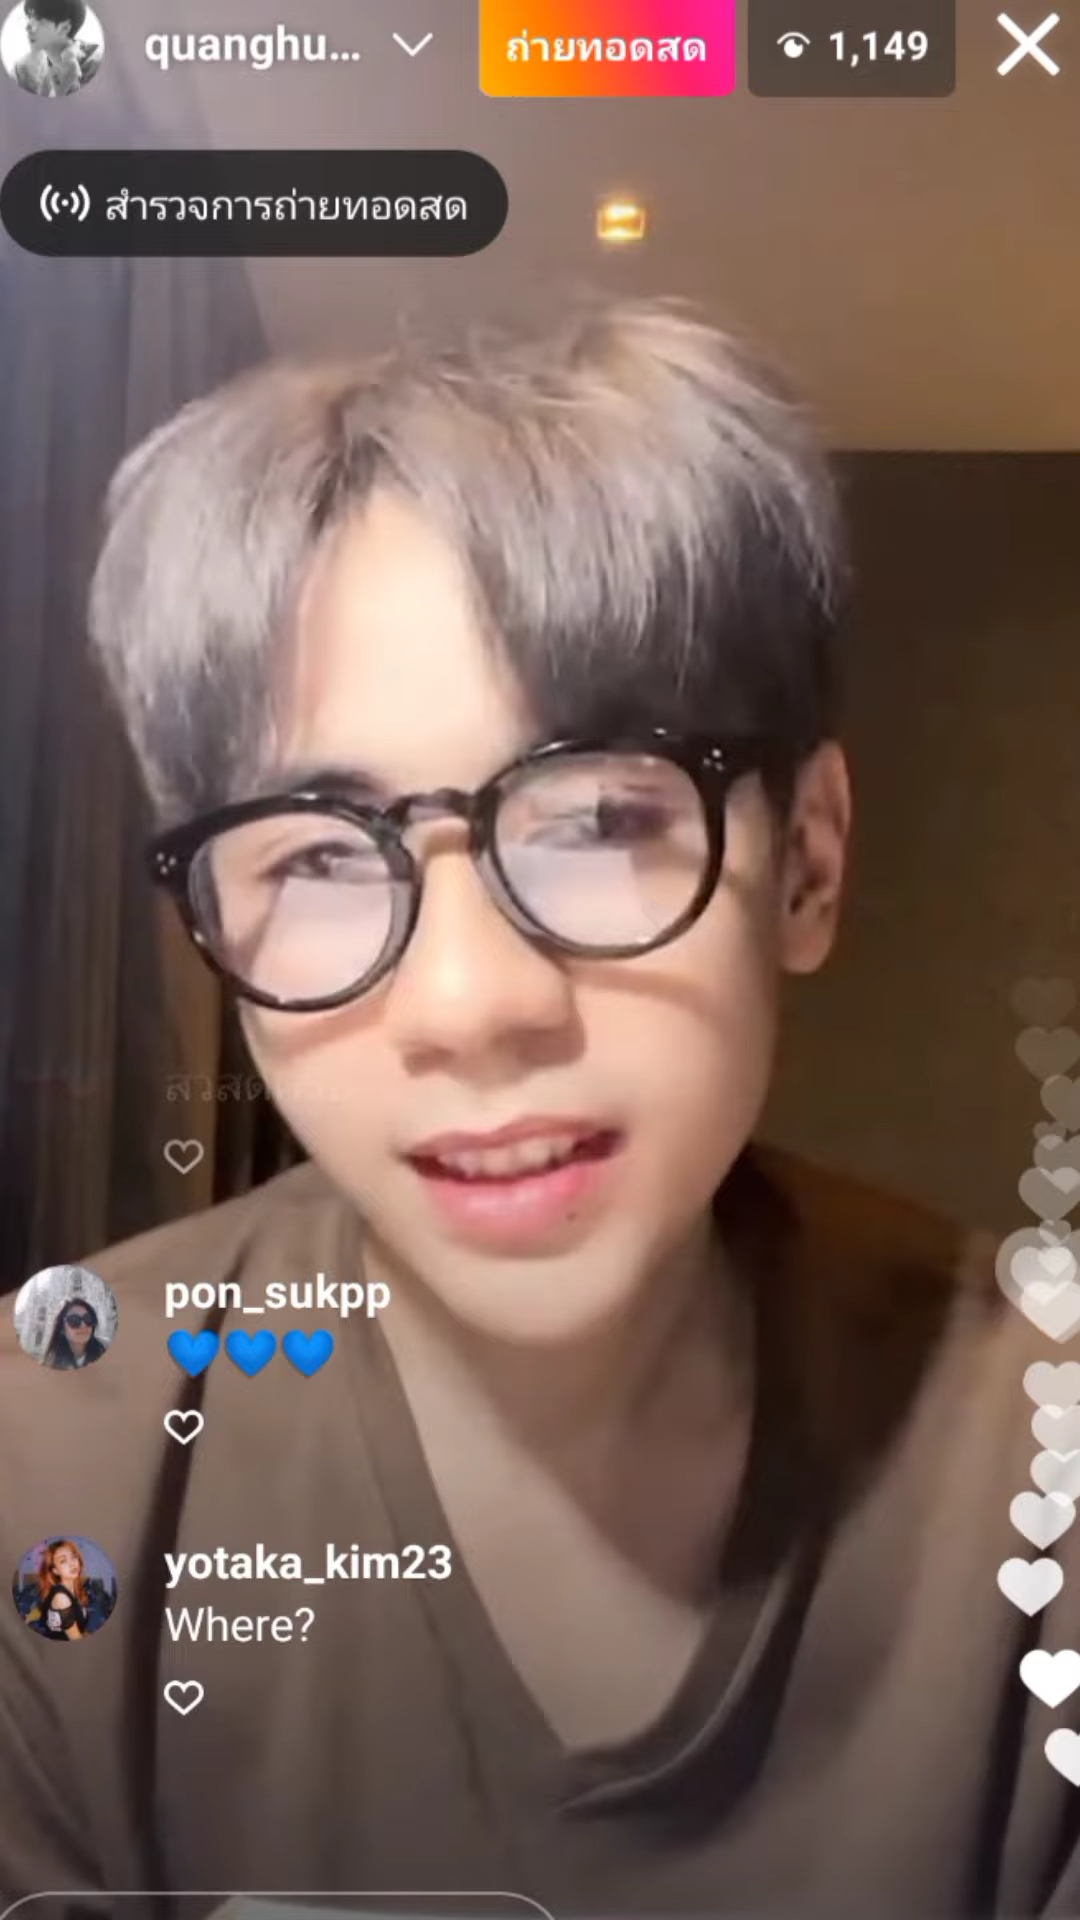 quanghu...
ถ่ายทอดสด
1,149
สำรวจการถ่ายทอดสด
pon_sukpp
💙💙💙
yotaka_kim23
Where?